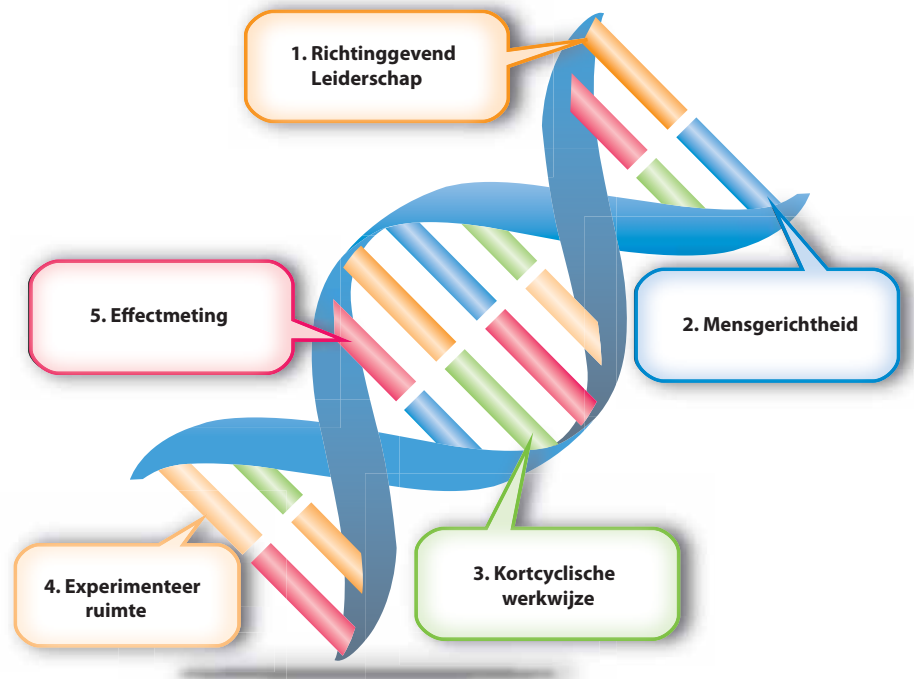 1. Richtinggevend
Leiderschap
2. Mensgerichtheid
3. Kortcyclische
werkwijze
4. Experimenteer
ruimte
5. Effectmeting